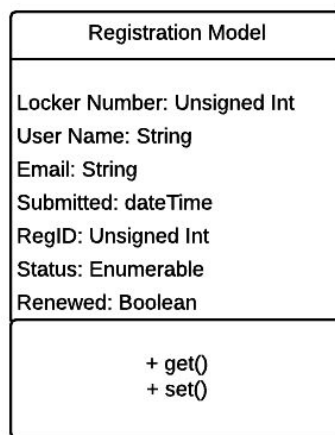 Registration Model
Locker Number: Unsigned Int
User Name: String
Email: String
Submitted: dateTime
RegID: Unsigned Int
Status: Enumerable
Renewed: Boolean
+ get()
+ set()